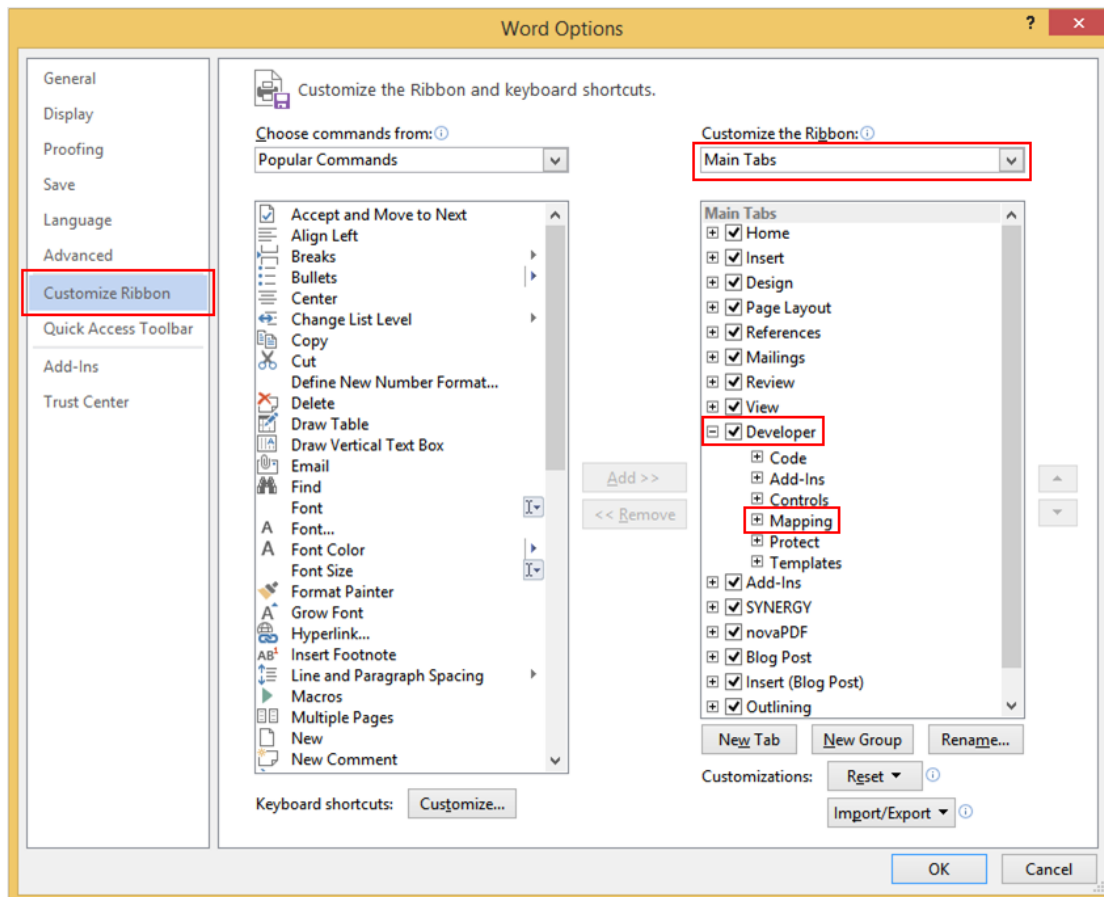 Word Options
?
General
Display
Proofing
Save
Language
Advanced
Customize Ribbon
Quick Access Toolbar
Add-Ins
Trust Center
Customize the Ribbon and keyboard shortcuts.
Choose commands from:
Popular Commands
Accept and Move to Next
Align Left
Breaks
Bullets
Center
Change List Level
Copy
Cut
Define New Number Format...
Delete
Draw Table
Draw Vertical Text Box
Email
Find
Font
Font...
Font Color
Font Size
Format Painter
Grow Font
Hyperlink...
Insert Footnote
Line and Paragraph Spacing
Macros
Multiple Pages
New
New Comment
Keyboard shortcuts: Customize...
Add >>
<< Remove
Customize the Ribbon:
Main Tabs
Main Tabs
Home
Insert
Design
Page Layout
References
Mailings
Review
View
Developer
Code
Add-Ins
Controls
Mapping
Protect
Templates
Add-Ins
SYNERGY
novaPDF
Blog Post
Insert (Blog Post)
Outlining
New Tab New Group Rename...
Customizations: Reset
Import/Export
OK Cancel